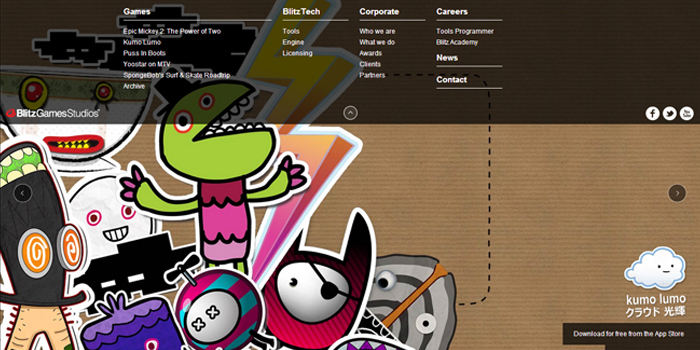 Games
Epic Mickey 2: The Power of Two
Kumo Lumo
Puss In Boots
Yoostar on MTV
SpongeBob's Surf & Skate Roadtrip
Archive
BlitzTech
Tools
Engine
Licensing
Corporate
Who we are
What we do
Awards
Clients
Partners
Careers
Tools Programmer
Blitz Academy
News
Contact
BlitzGamesStudios®
kumo lumo
クラウド 光輝
Download for free from the App Store